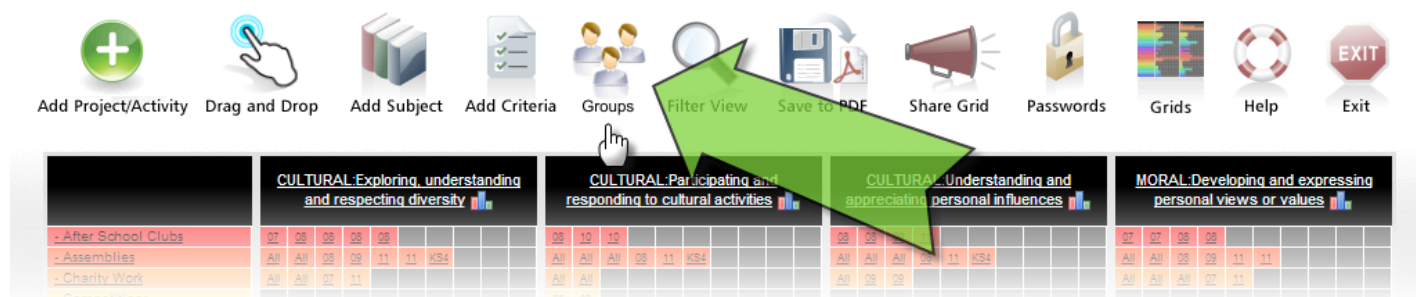 EXIT
Add Project/Activity Drag and Drop Add Subject Add Criteria Groups Filter View Save to PDF Share Grid Passwords Grids Help Exit
CULTURAL:Exploring, understanding
and respecting diversity
CULTURAL:Participating and
responding to cultural activities
CULTURAL:Understanding and
appreciating personal influences
MORAL:Developing and expressing
personal views or values
- After School Clubs 07 08 08 08 08 08 10 10 08 08 07 07 08 08
- Assemblies All All 08 09 11 11 KS4 All All All 08 11 KS4 All All All 11 KS4 All All 08 09 11 11
- Charity Work All All 07 11 All All All 09 09 All All All 07 11